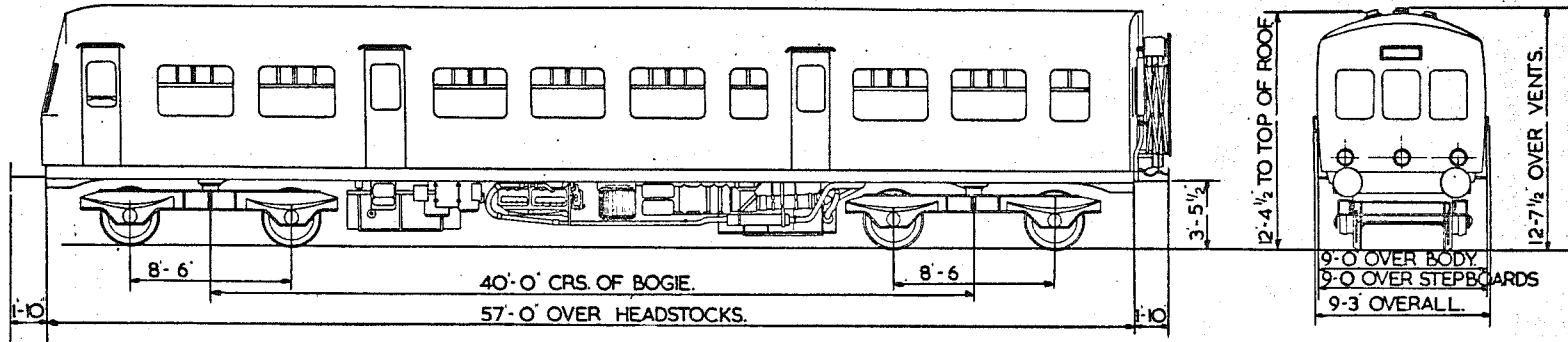 8'-6"
40'-0" CRS. OF BOGIE.
8'-6
1'-10"
57'-0" OVER HEADSTOCKS.
1'-10
3'-5½"
12'-4½" TO TOP OF ROOF
12'-7½" OVER VENTS.
9'-0" OVER BODY.
9-0 OVER STEPBOARDS
9-3' OVERALL.